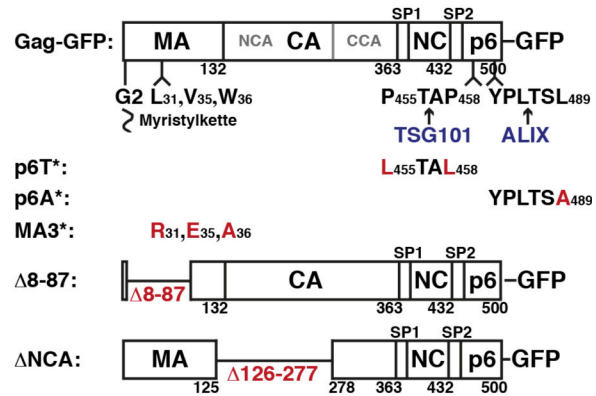 SP1 SP2
Gag-GFP: MA NCA CA CCA NC p6 -GFP
132 363 432 500
G2 L31,V35,W36 P455TAP458 YPLTSL489
Myristylkette TSG101 ALIX
p6T*: L455TAL458
p6A*: YPLTSA489
MA3*: R31,E35,A36
SP1 SP2
Δ8-87: Δ8-87 CA NC p6 -GFP
132 363 432 500
SP1 SP2
ΔNCA: MA Δ126-277 NC p6 -GFP
125 278 363 432 500